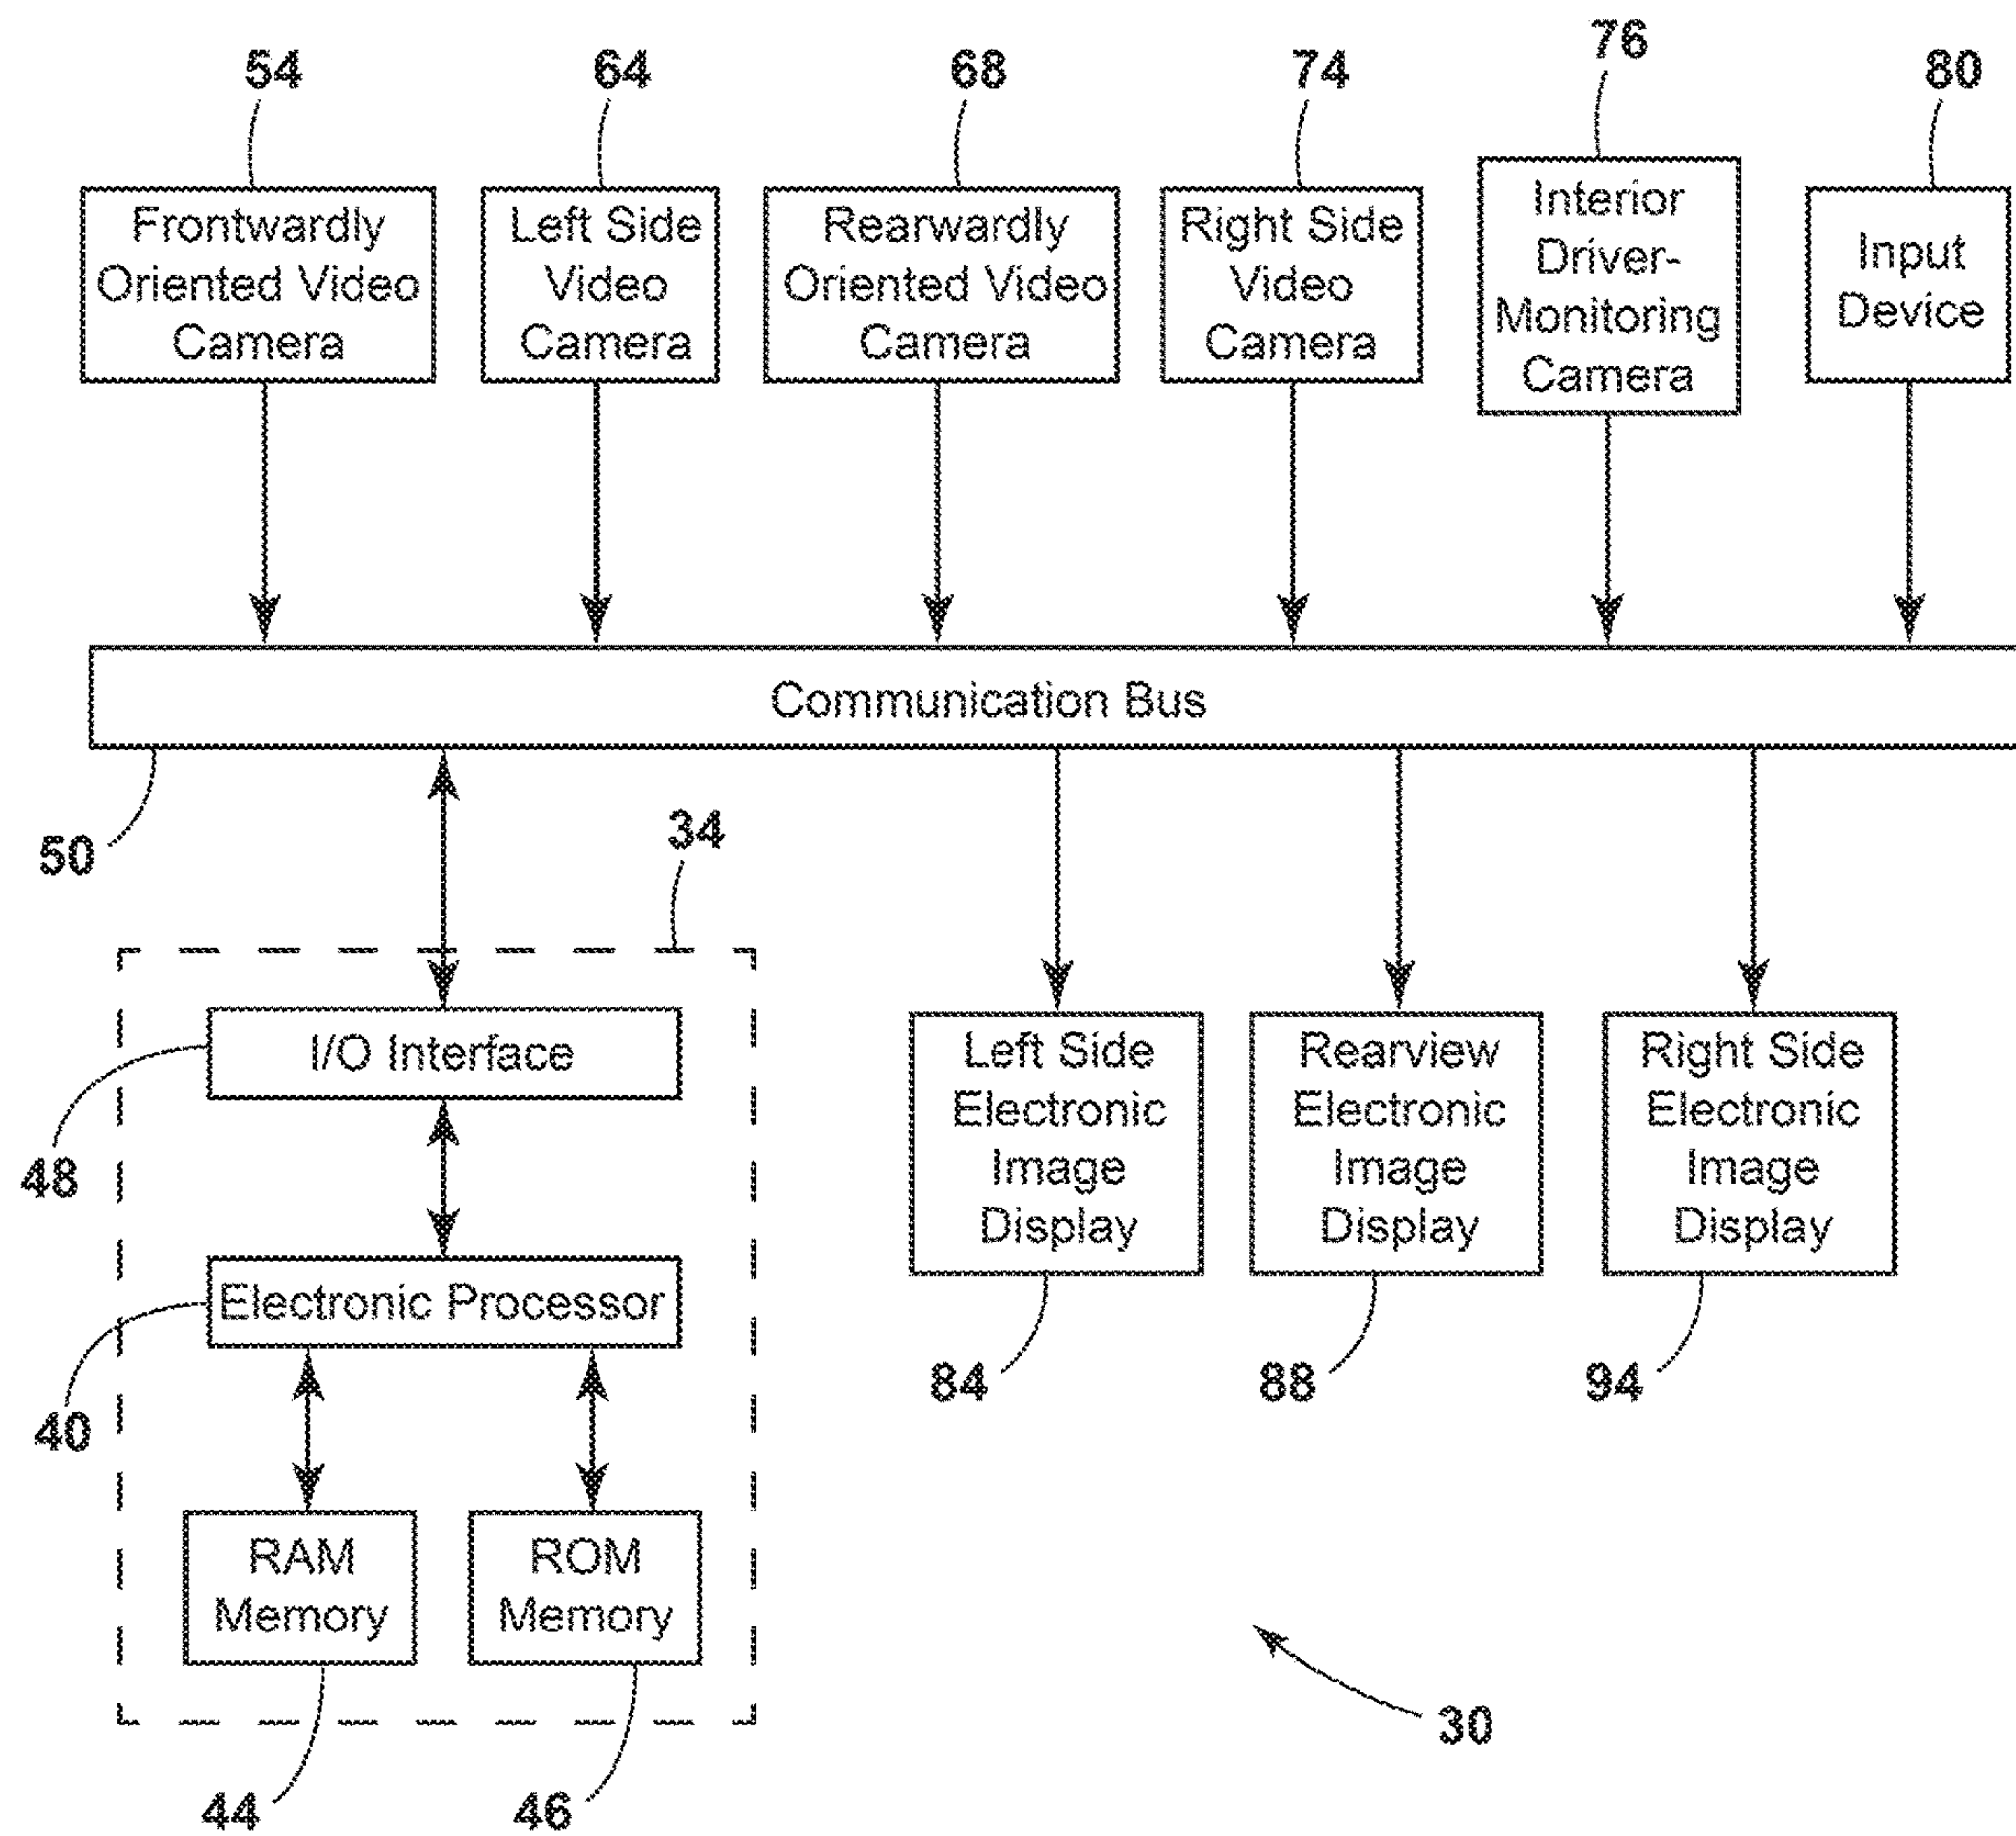 54
64
68
74
76
80
Frontwardly
Oriented Video
Camera
Left Side
Video
Camera
Rearwardly
Oriented Video
Camera
Right Side
Video
Camera
Interior
Driver-
Monitoring
Camera
Input
Device
Communication Bus
50
34
I/O Interface
48
Electronic Processor
40
RAM
Memory
ROM
Memory
44
46
Left Side
Electronic
Image
Display
Rearview
Electronic
Image
Display
Right Side
Electronic
Image
Display
84
88
94
30